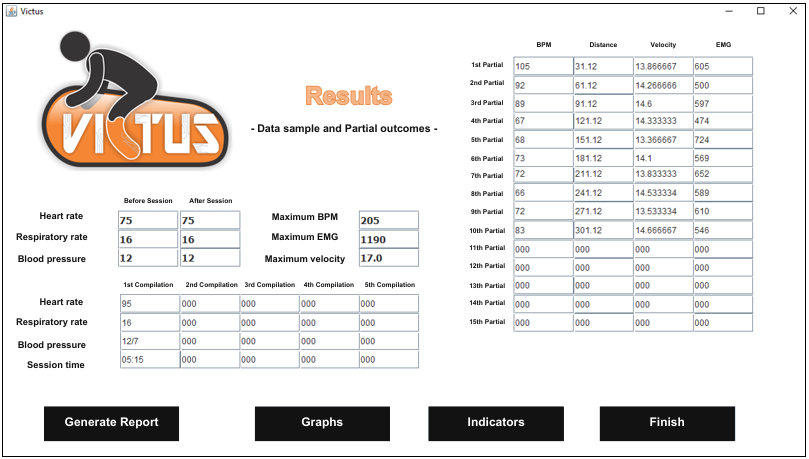 Victus
VICTUS
Results
- Data sample and Partial outcomes -
Before Session After Session
Heart rate 75 75 Maximum BPM 205
Respiratory rate 16 16 Maximum EMG 1190
Blood pressure 12 12 Maximum velocity 17.0
1st Compilation 2nd Compilation 3rd Compilation 4th Compilation 5th Compilation
Heart rate 95 000 000 000 000
Respiratory rate 16 000 000 000 000
Blood pressure 12/7 000 000 000 000
Session time 05:15 000 000 000 000
BPM Distance Velocity EMG
1st Partial 105 31.12 13.866667 605
2nd Partial 92 61.12 14.266666 500
3rd Partial 89 91.12 14.6 597
4th Partial 67 121.12 14.333333 474
5th Partial 68 151.12 13.366667 724
6th Partial 73 181.12 14.1 569
7th Partial 72 211.12 13.833333 652
8th Partial 66 241.12 14.533334 589
9th Partial 72 271.12 13.533334 610
10th Partial 83 301.12 14.666667 546
11th Partial 000 000 000 000
12th Partial 000 000 000 000
13th Partial 000 000 000 000
14th Partial 000 000 000 000
15th Partial 000 000 000 000
Generate Report Graphs Indicators Finish